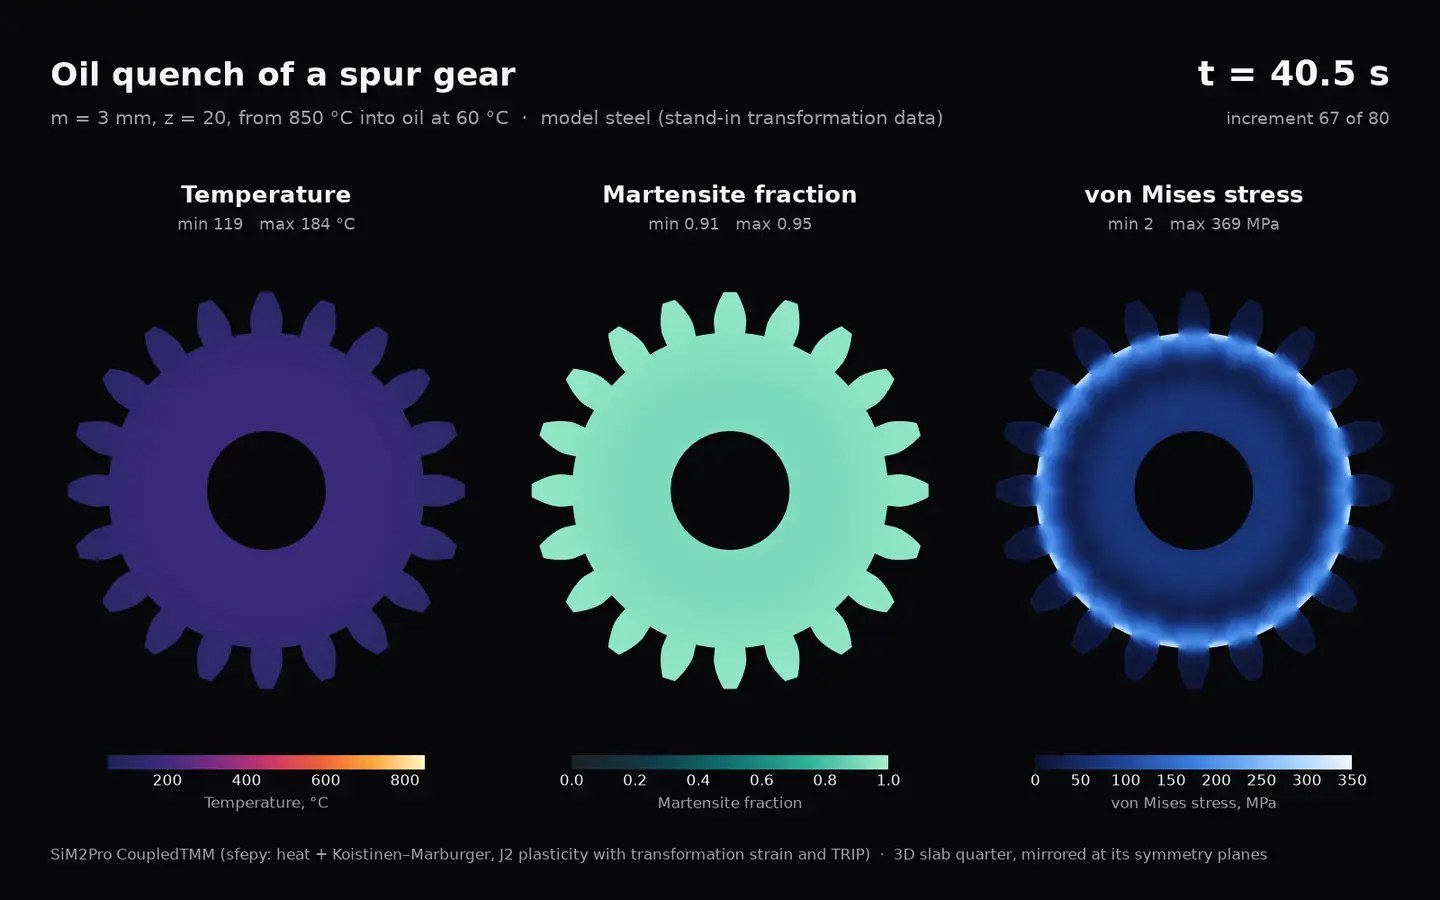 Oil quench of a spur gear
t = 40.5 s
m = 3 mm, z = 20, from 850 °C into oil at 60 °C · model steel (stand-in transformation data)
increment 67 of 80
Temperature
min 119 max 184 °C
Martensite fraction
min 0.91 max 0.95
von Mises stress
min 2 max 369 MPa
200 400 600 800
Temperature, °C
0.0 0.2 0.4 0.6 0.8 1.0
Martensite fraction
0 50 100 150 200 250 300 350
von Mises stress, MPa
SiM2Pro CoupledTMM (sfepy: heat + Koistinen–Marburger, J2 plasticity with transformation strain and TRIP) · 3D slab quarter, mirrored at its symmetry planes